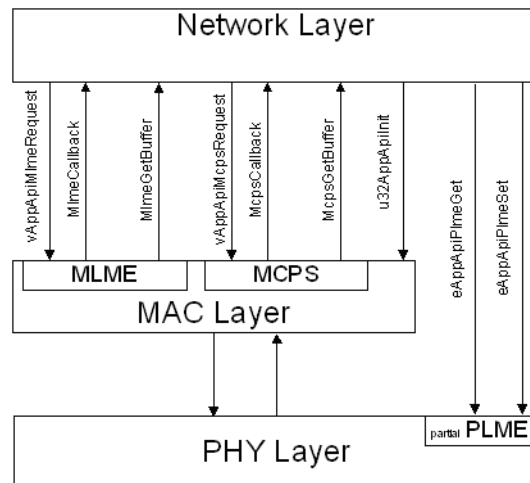 Network Layer
vAppApiMlmeRequest
MlmeCallback
MlmeGetBuffer
vAppApiMcpsRequest
McpsCallback
McpsGetBuffer
u32AppApiInit
eAppApiPlmeGet
eAppApiPlmeSet
MLME
MCPS
MAC Layer
partial PLME
PHY Layer